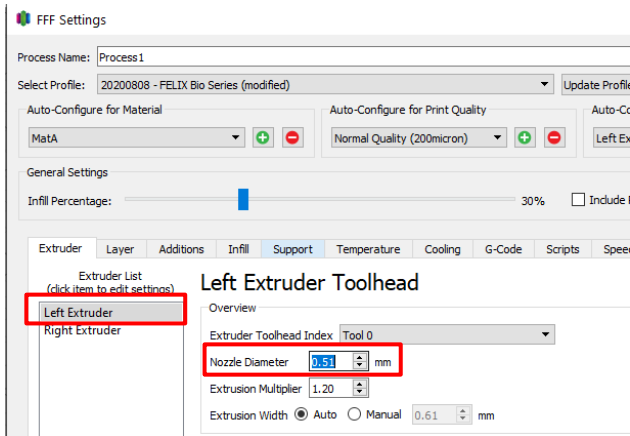 FFF Settings
Process Name: Process1
Select Profile: 20200808 - FELIX Bio Series (modified) Update Profile
Auto-Configure for Material Auto-Configure for Print Quality
MatA Normal Quality (200micron) Left Ex
General Settings
Infill Percentage: 30% Include
Extruder Layer Additions Infill Support Temperature Cooling G-Code Scripts Speed
Extruder List
(click item to edit settings)
Left Extruder
Right Extruder
Left Extruder Toolhead
Overview
Extruder Toolhead Index Tool 0
Nozzle Diameter 0.51 mm
Extrusion Multiplier 1.20
Extrusion Width Auto Manual 0.61 mm